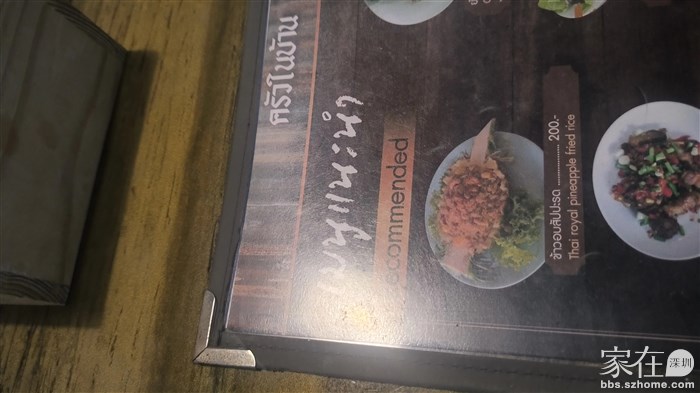 ครัวในบ้าน
เมนูแนะนำ
Recommended
ข้าวอบสัปปะรด ................ 200.-
Thai royal pineapple fried rice
家在 深圳
bbs.szhome.com